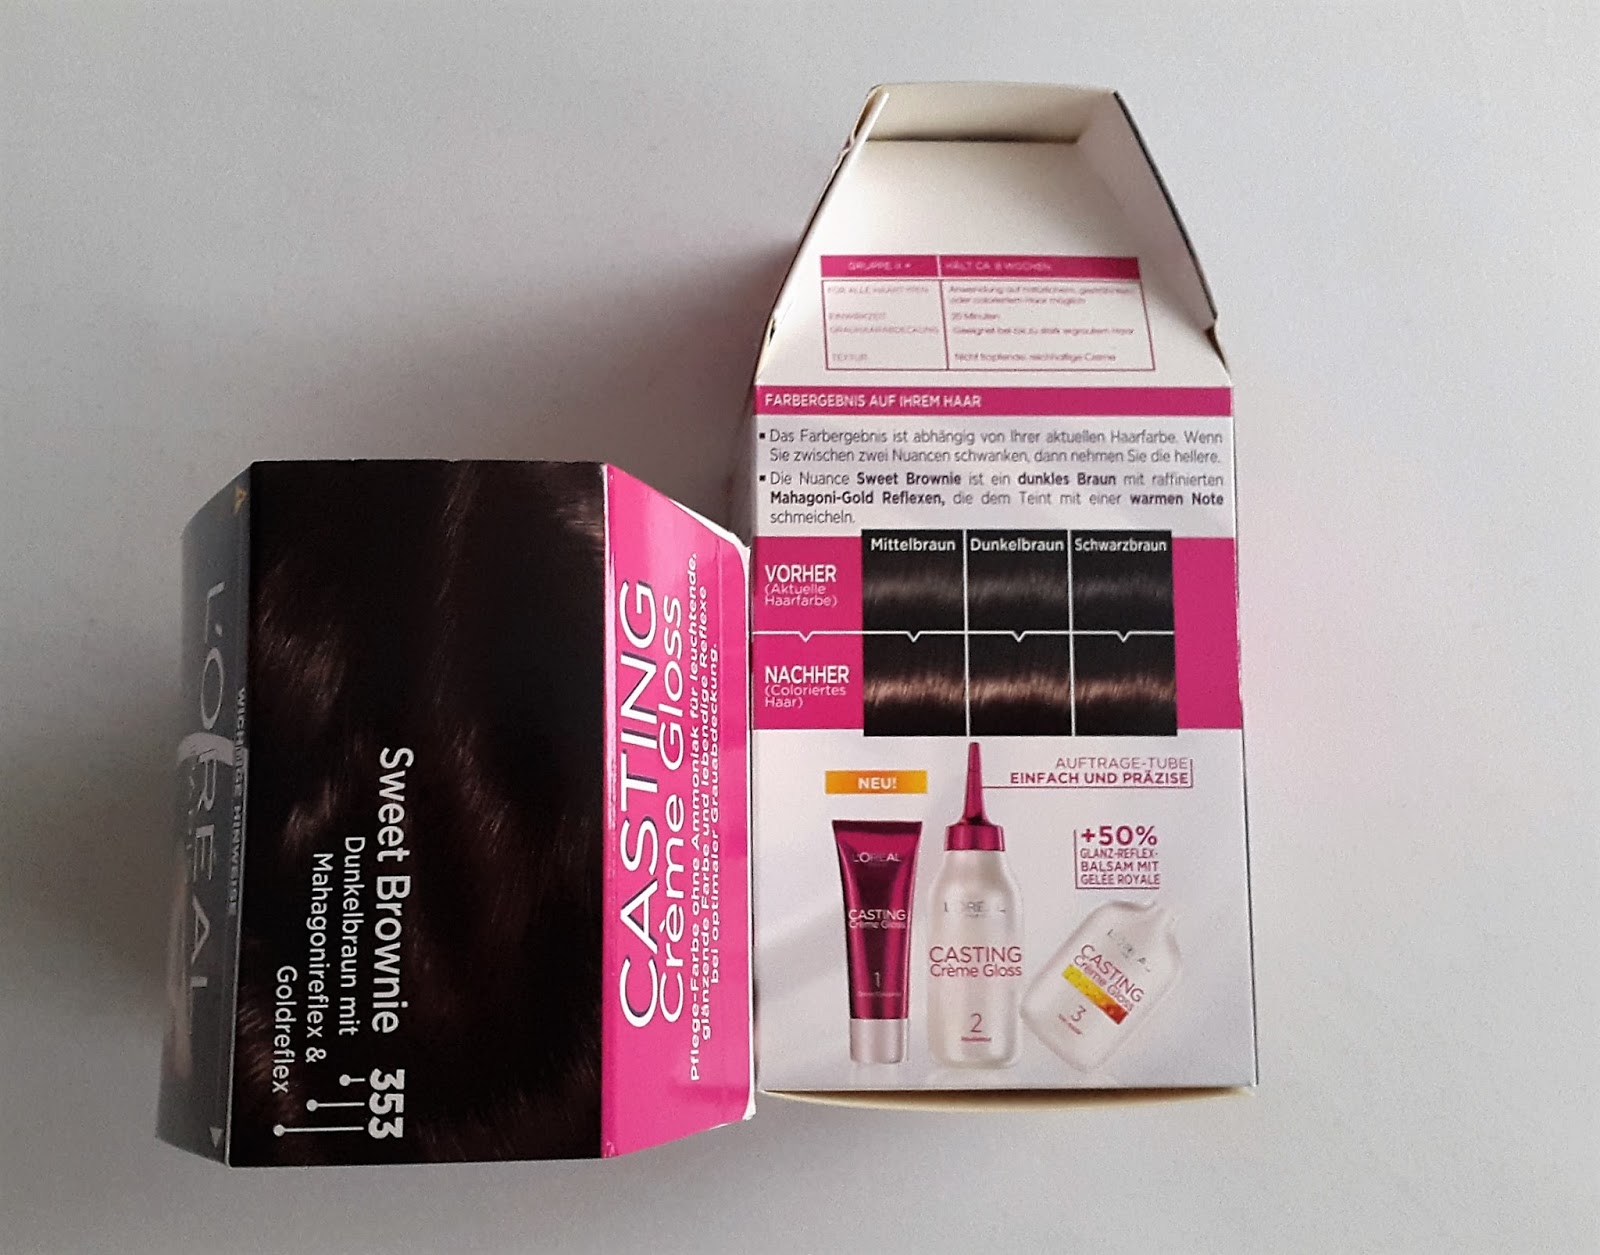 L'ORÉAL
WICHTIGE HINWEISE
Sweet Brownie 353
Dunkelbraun mit
Mahagonireflex &
Goldreflex
CASTING
Crème Gloss
Pflege-Farbe ohne Ammoniak für leuchtende,
glänzende Farbe und lebendige Reflexe
bei optimaler Grauabdeckung.
GRUPPE II HÄLT CA. 8 WOCHEN
FÜR ALLE HAARTYPEN Anwendung auf natürlichem, gesträhntem
oder coloriertem Haar möglich
EINWIRKZEIT 20 Minuten
GRAUHAARABDECKUNG Geeignet bei bis zu stark ergrautem Haar
TEXTUR Nicht tropfende, reichhaltige Creme
FARBERGEBNIS AUF IHREM HAAR
▪ Das Farbergebnis ist abhängig von Ihrer aktuellen Haarfarbe. Wenn
Sie zwischen zwei Nuancen schwanken, dann nehmen Sie die hellere.
▪ Die Nuance Sweet Brownie ist ein dunkles Braun mit raffinierten
Mahagoni-Gold Reflexen, die dem Teint mit einer warmen Note
schmeicheln.
Mittelbraun Dunkelbraun Schwarzbraun
VORHER
(Aktuelle
Haarfarbe)
NACHHER
(Coloriertes
Haar)
AUFTRAGE-TUBE
EINFACH UND PRÄZISE
NEU!
+50%
GLANZ-REFLEX-
BALSAM MIT
GELÉE ROYALE
L'ORÉAL
CASTING
Crème Gloss
1
L'ORÉAL
CASTING
Crème Gloss
2
L'ORÉAL
CASTING
Crème Gloss
3